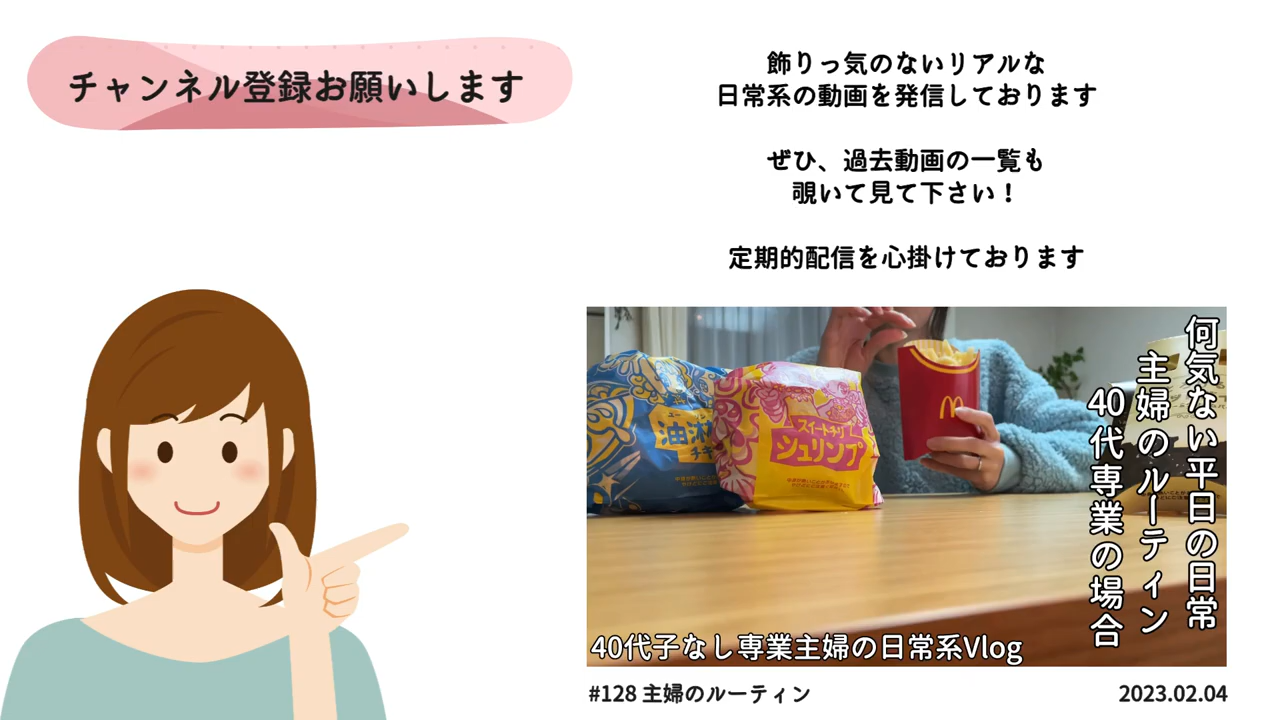 チャンネル登録お願いします
飾りっ気のないリアルな
日常系の動画を発信しております
ぜひ、過去動画の一覧も
覗いて見て下さい！
定期的配信を心掛けております
何気ない平日の日常
主婦のルーティン
40代専業の場合
油淋
チキ
スイートチリ
シュリンプ
40代子なし専業主婦の日常系Vlog
#128 主婦のルーティン
2023.02.04